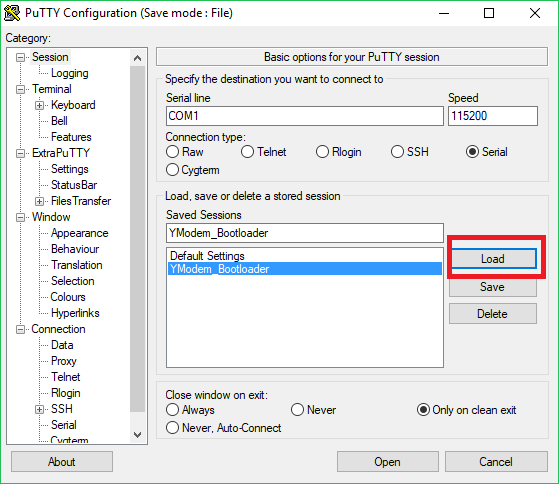 PuTTY Configuration (Save mode : File)
Category:
Session
Logging
Terminal
Keyboard
Bell
Features
ExtraPuTTY
Settings
StatusBar
FilesTransfer
Window
Appearance
Behaviour
Translation
Selection
Colours
Hyperlinks
Connection
Data
Proxy
Telnet
Rlogin
SSH
Serial
Cygterm
Basic options for your PuTTY session
Specify the destination you want to connect to
Serial line Speed
COM1 115200
Connection type:
Raw Telnet Rlogin SSH Serial
Cygterm
Load, save or delete a stored session
Saved Sessions
YModem_Bootloader
Default Settings
YModem_Bootloader
Load
Save
Delete
Close window on exit:
Always Never Only on clean exit
Never, Auto-Connect
About Open Cancel